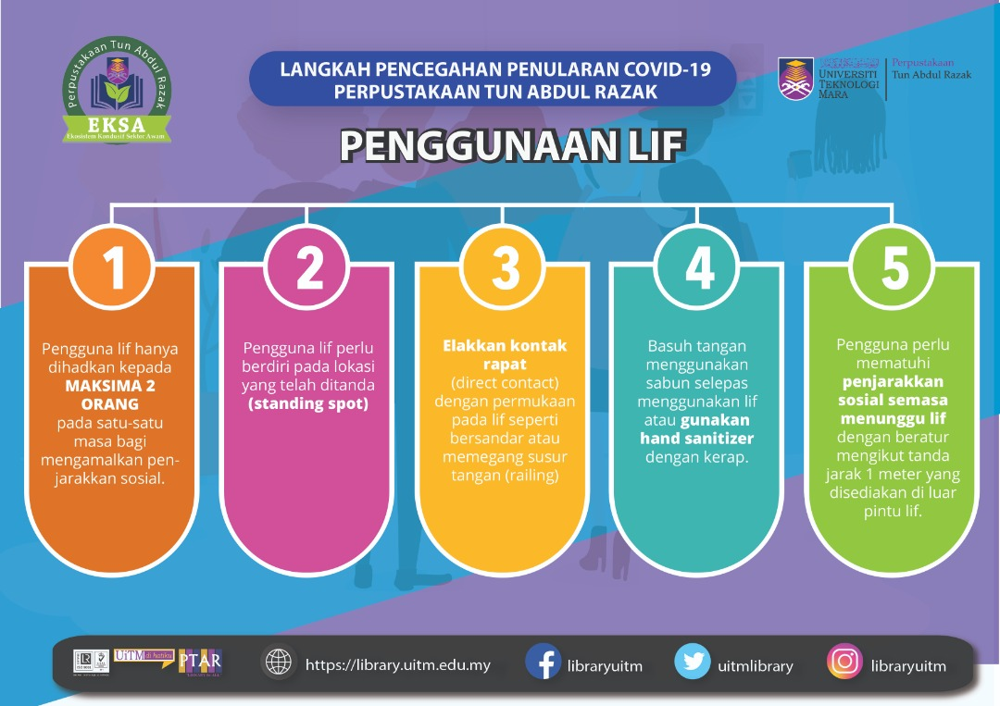 Perpustakaan Tun Abdul Razak
EKSA
Ekosistem Kondusif Sektor Awam
LANGKAH PENCEGAHAN PENULARAN COVID-19
PERPUSTAKAAN TUN ABDUL RAZAK
UNIVERSITI
TEKNOLOGI
MARA
Perpustakaan
Tun Abdul Razak
PENGGUNAAN LIF
1
Pengguna lif hanya
dihadkan kepada
MAKSIMA 2
ORANG
pada satu-satu
masa bagi
mengamalkan pen-
jarakkan sosial.
2
Pengguna lif perlu
berdiri pada lokasi
yang telah ditanda
(standing spot)
3
Elakkan kontak
rapat
(direct contact)
dengan permukaan
pada lif seperti
bersandar atau
memegang susur
tangan (railing)
4
Basuh tangan
menggunakan
sabun selepas
menggunakan lif
atau gunakan
hand sanitizer
dengan kerap.
5
Pengguna perlu
mematuhi
penjarakkan
sosial semasa
menunggu lif
dengan beratur
mengikut tanda
jarak 1 meter yang
disediakan di luar
pintu lif.
UiTM di hatiku
PTAR
https://library.uitm.edu.my
libraryuitm
uitmlibrary
libraryuitm